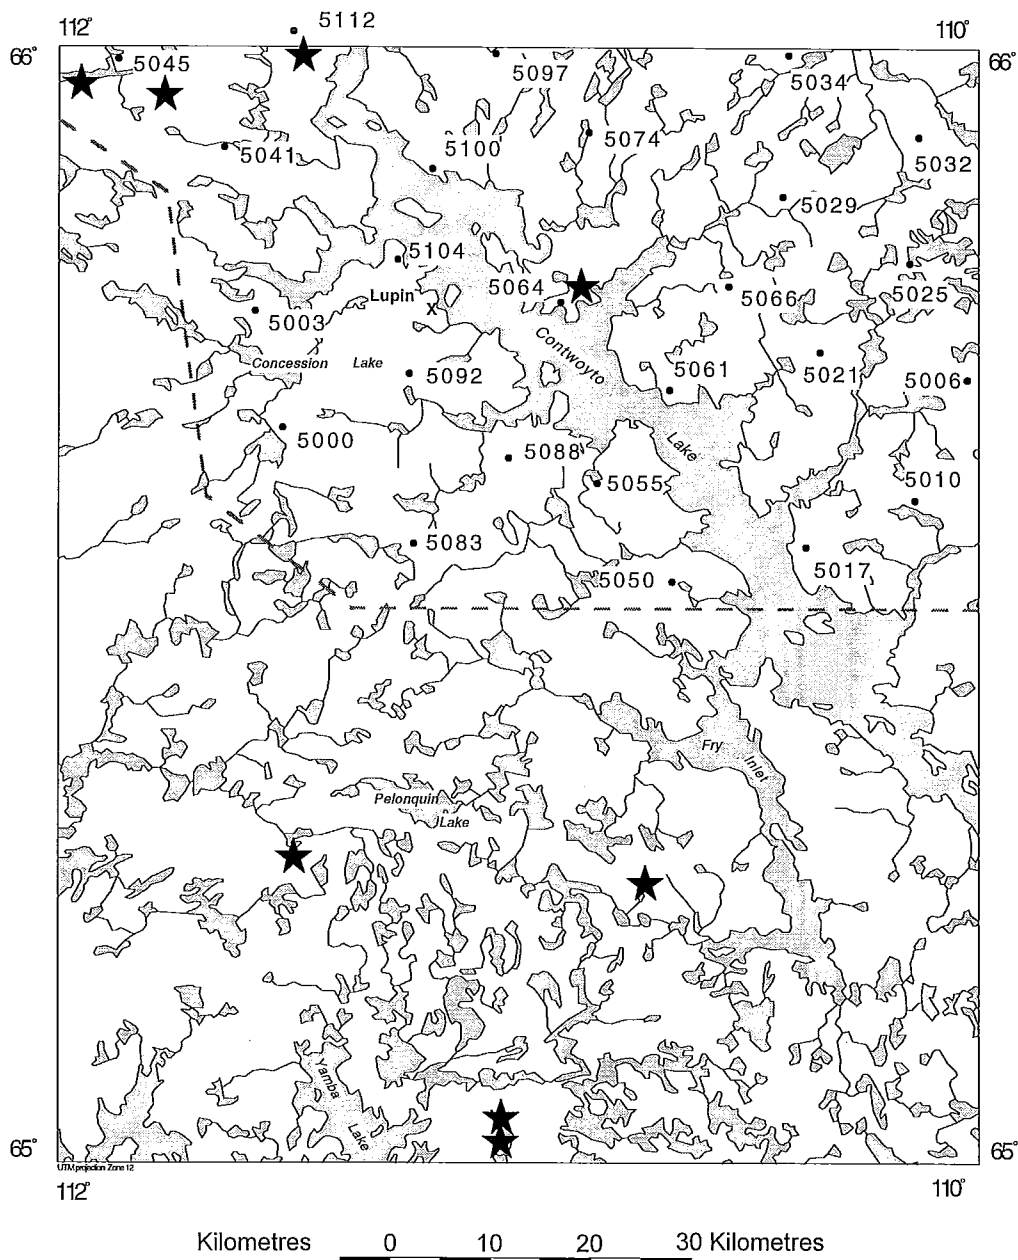 112°
5112
110°
66°
5045
5097
5034
66°
5041
5100
5074
5032
5029
5104
5064
5066
5025
Lupin
X
5003
Contwoyto
Concession Lake
5092
5061
5021
5006
5000
Lake
5088
5055
5010
5083
5050
5017
Fry
Inlet
Pelonquin
Lake
Yamba
Lake
65°
65°
UTM projection Zone 12
112°
110°
Kilometres 0 10 20 30 Kilometres